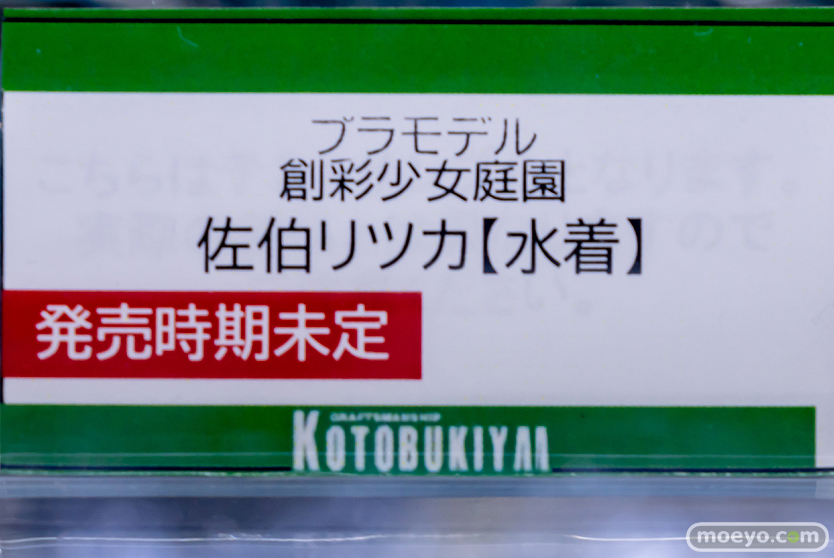 プラモデル
創彩少女庭園
佐伯リツカ【水着】
発売時期未定
CRAFTSMANSHIP
KOTOBUKIYA
moeyo.com